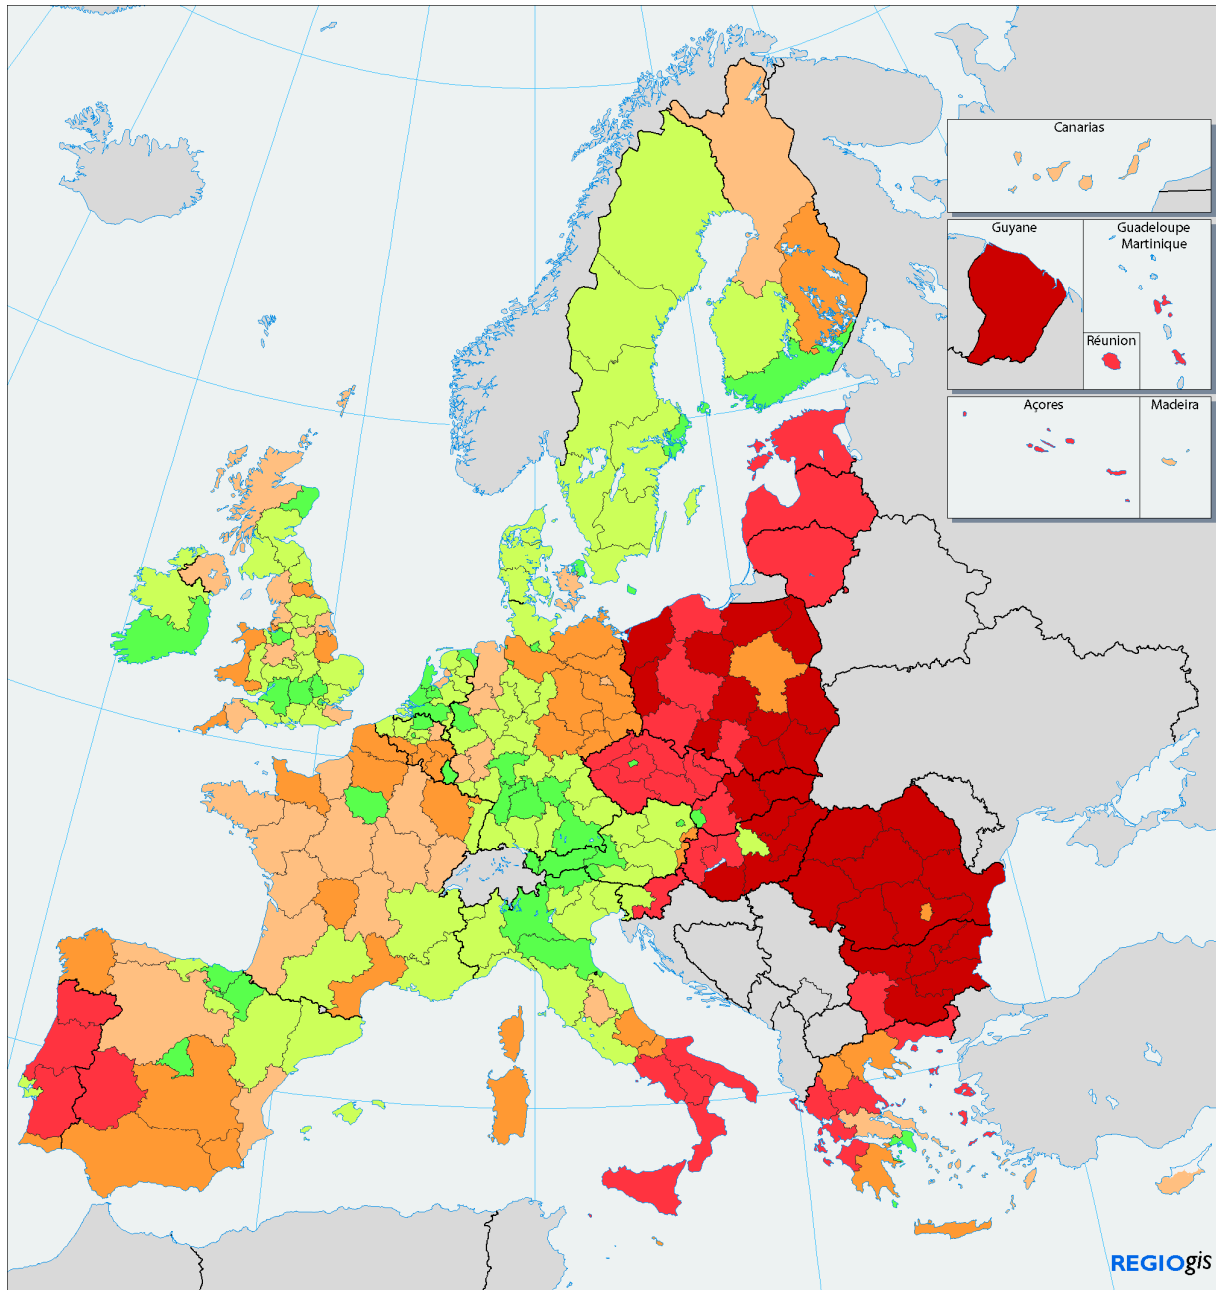 Canarias
Guyane
Guadeloupe
Martinique
Réunion
Açores
Madeira
REGIOgis